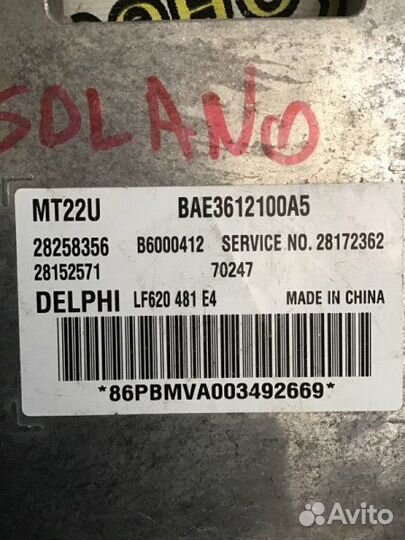 SOLANO
MT22U BAE3612100A5
28258356 B6000412 SERVICE NO. 28172362
28152571 70247
DELPHI LF620 481 E4 MADE IN CHINA
*86PBMVA003492669*
Avito